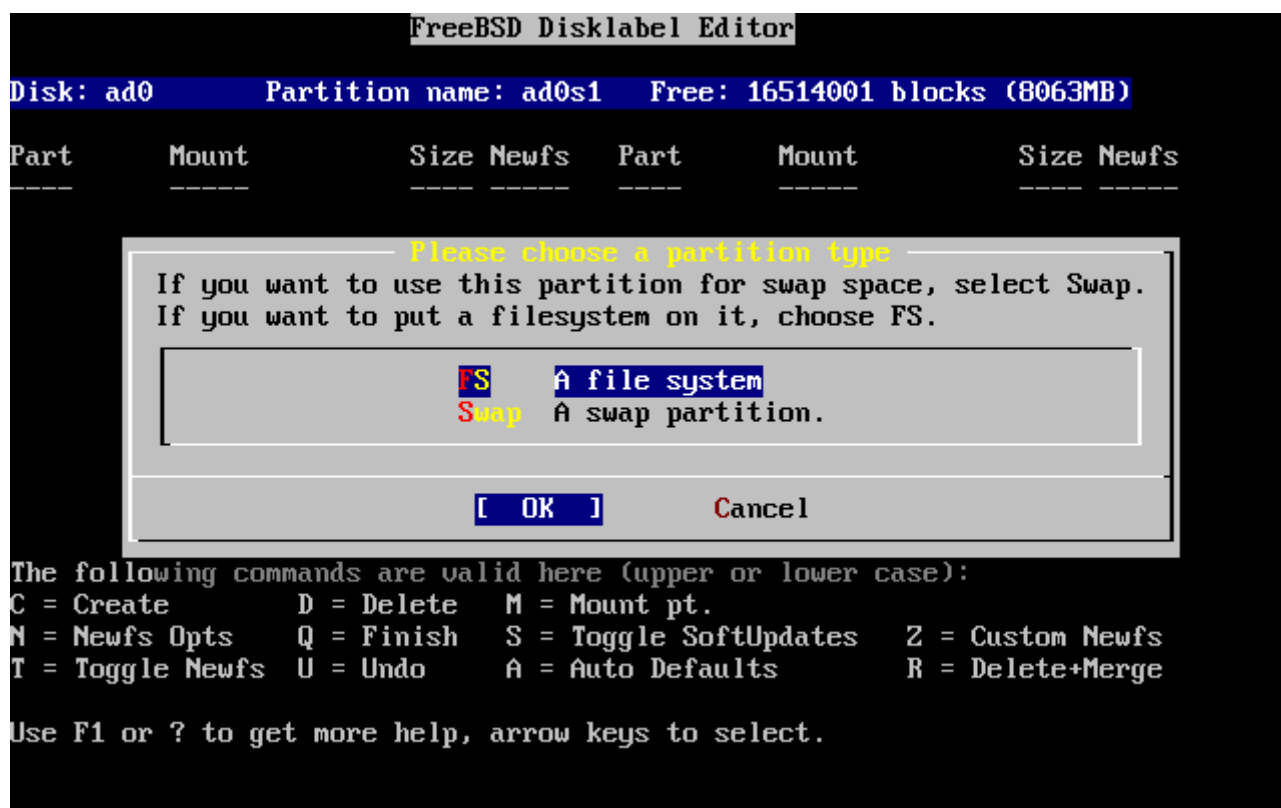 FreeBSD Disklabel Editor
Disk: ad0 Partition name: ad0s1 Free: 16514001 blocks (8063MB)
Part Mount Size Newfs Part Mount Size Newfs
---- ----- ---- ----- ---- ----- ---- -----
Please choose a partition type
If you want to use this partition for swap space, select Swap.
If you want to put a filesystem on it, choose FS.
FS A file system
Swap A swap partition.
[ OK ] Cancel
The following commands are valid here (upper or lower case):
C = Create D = Delete M = Mount pt.
N = Newfs Opts Q = Finish S = Toggle SoftUpdates Z = Custom Newfs
T = Toggle Newfs U = Undo A = Auto Defaults R = Delete+Merge
Use F1 or ? to get more help, arrow keys to select.